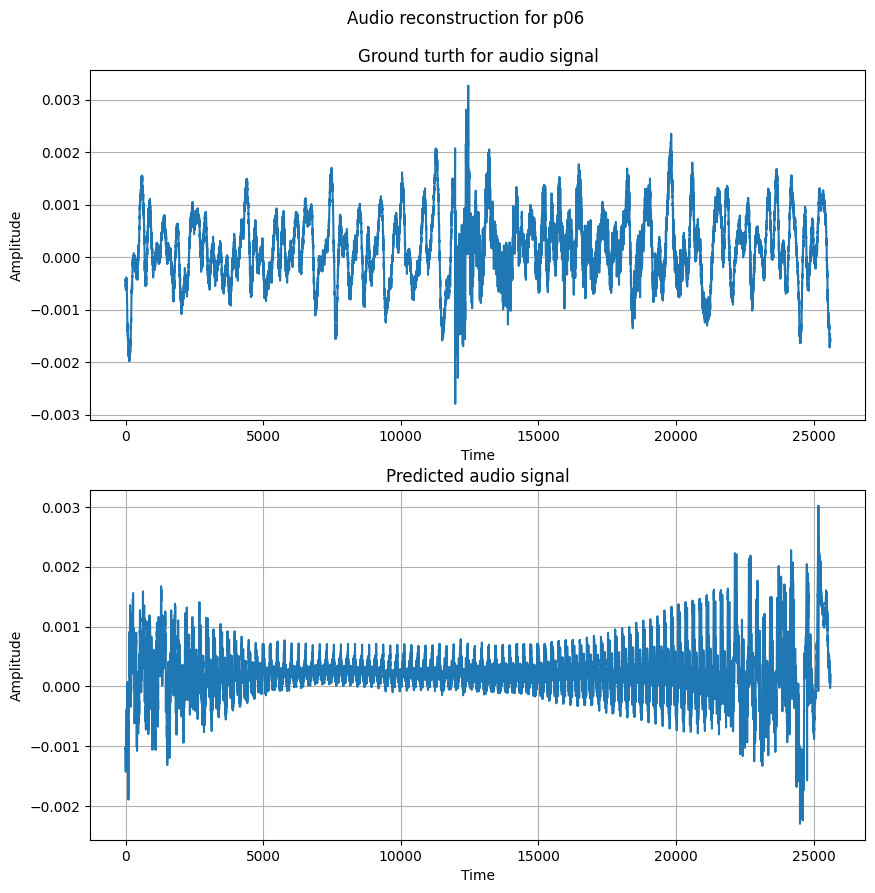 Audio reconstruction for p06
Ground turth for audio signal
0.003
0.002
0.001
0.000
−0.001
−0.002
−0.003
Amplitude
0 5000 10000 15000 20000 25000
Time
Predicted audio signal
0.003
0.002
0.001
0.000
−0.001
−0.002
Amplitude
0 5000 10000 15000 20000 25000
Time